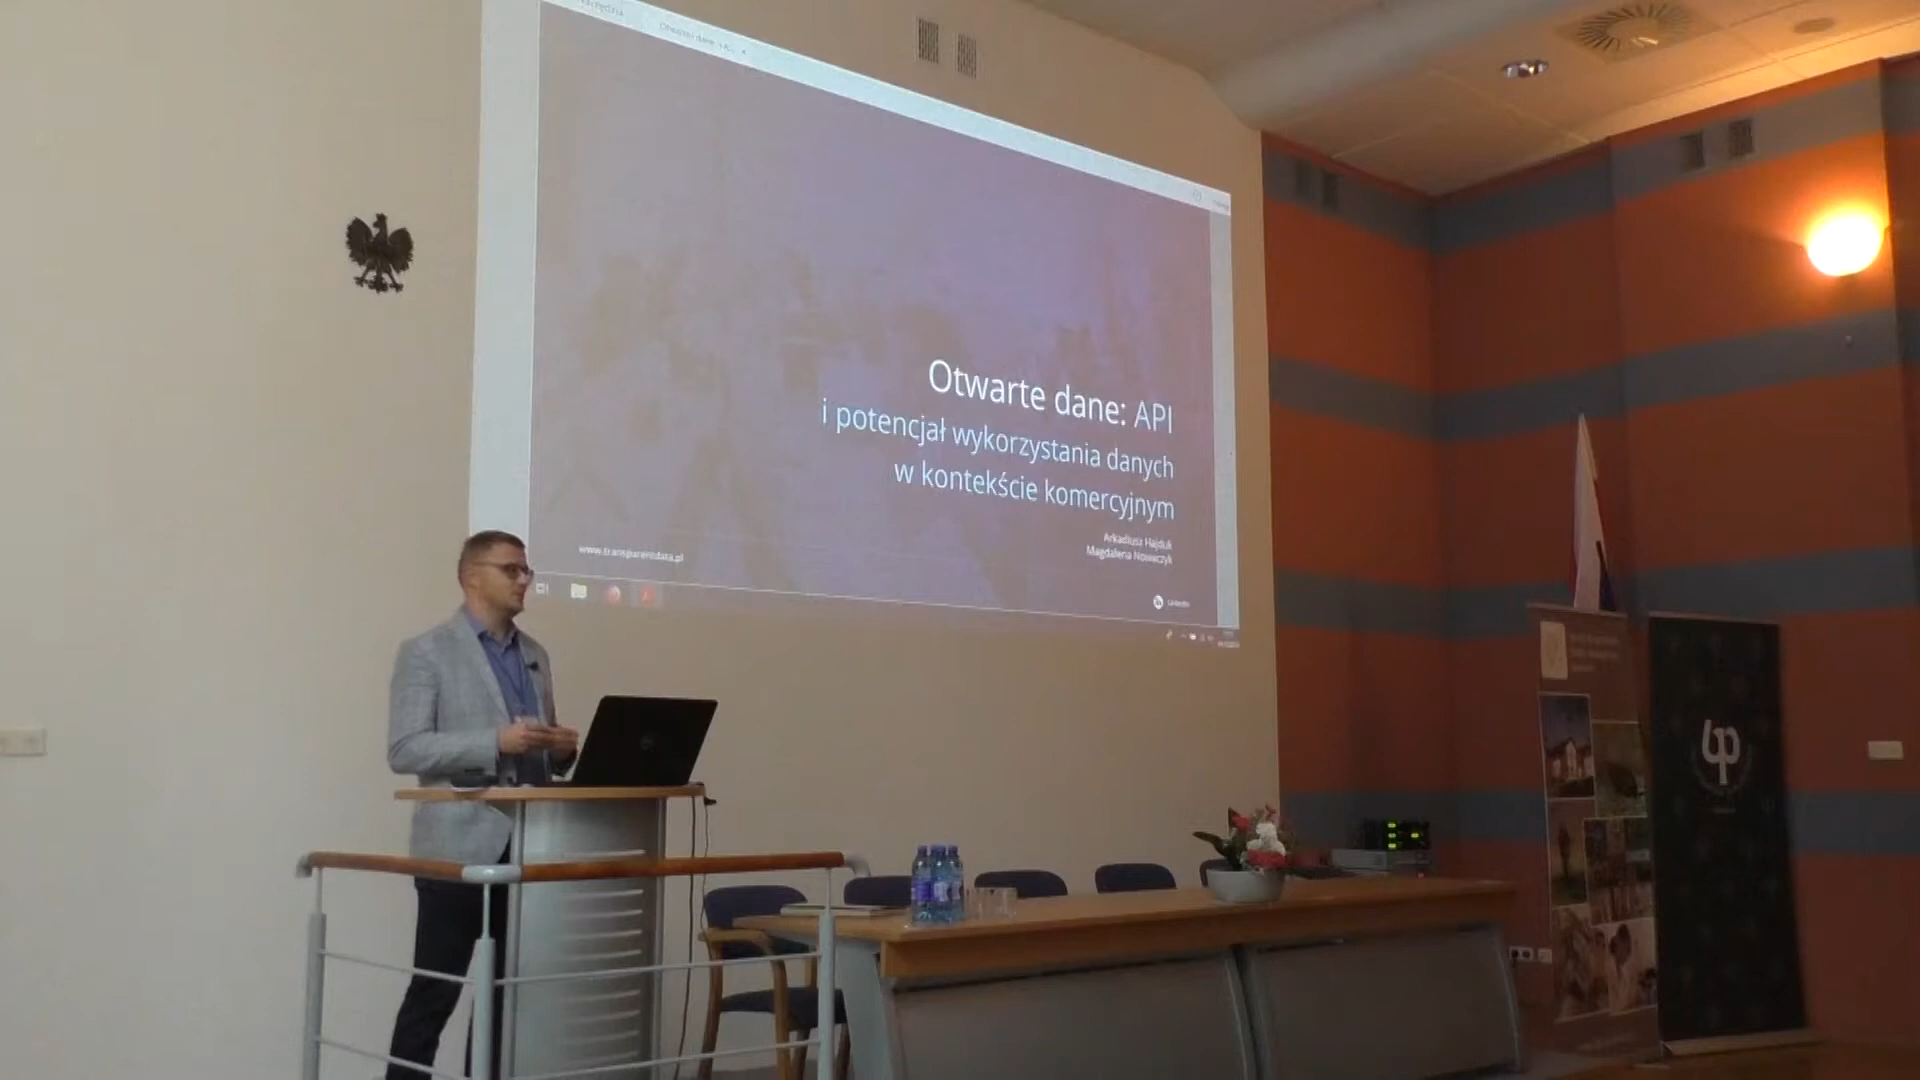 Otwarte dane: API
i potencjał wykorzystania danych
w kontekście komercyjnym
Arkadiusz Hajduk
Magdalena Nowaczyk
www.transparentdata.pl